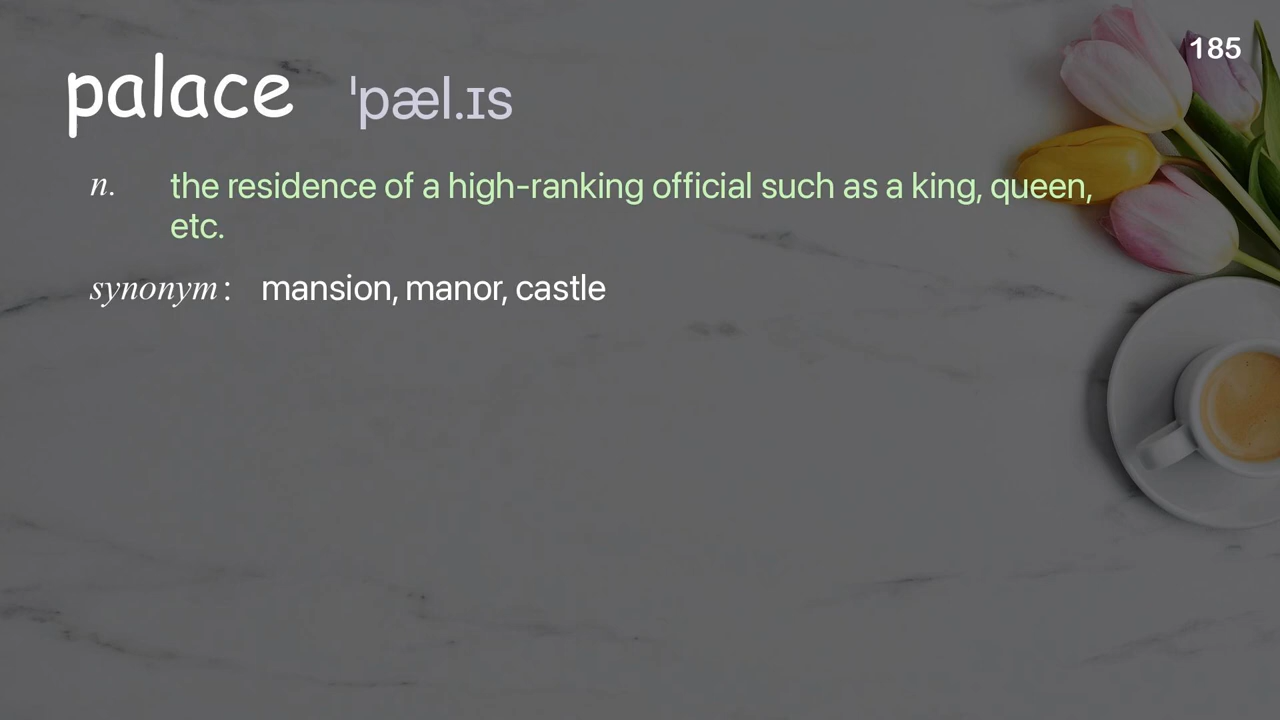 185
palace ˈpæl.ɪs
n. the residence of a high-ranking official such as a king, queen,
etc.
synonym : mansion, manor, castle